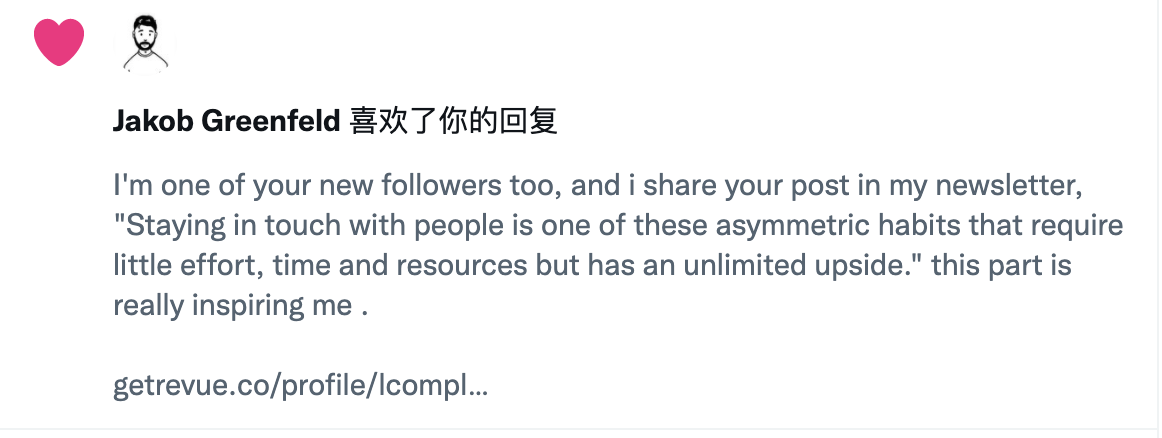 Jakob Greenfeld 喜欢了你的回复
I'm one of your new followers too, and i share your post in my newsletter,
"Staying in touch with people is one of these asymmetric habits that require
little effort, time and resources but has an unlimited upside." this part is
really inspiring me .
getrevue.co/profile/lcompl...